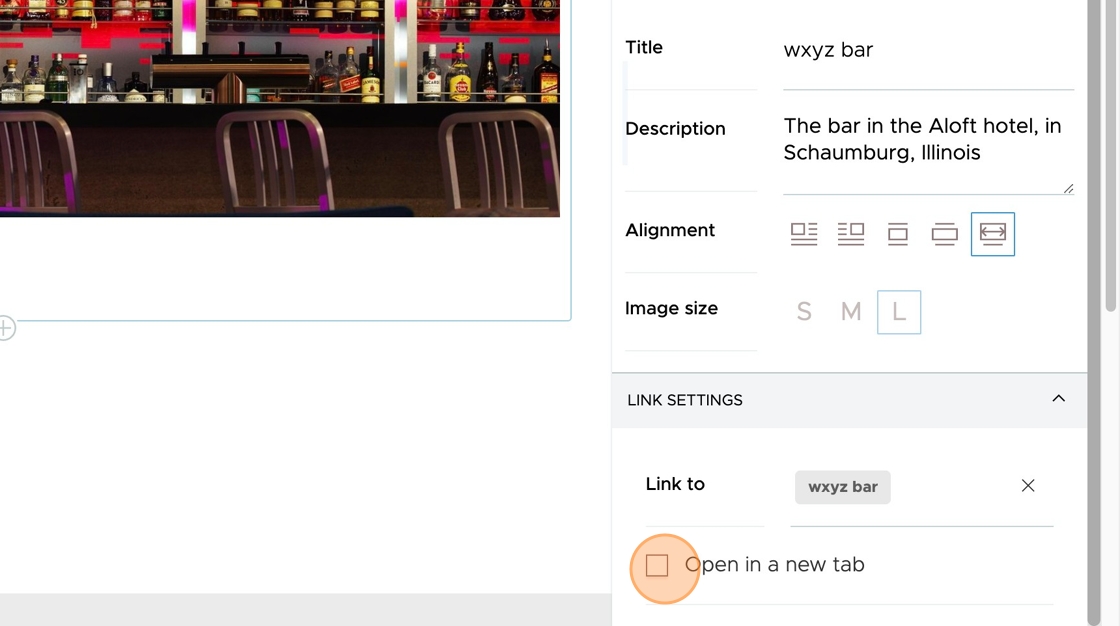 Title
wxyz bar
Description
The bar in the Aloft hotel, in
Schaumburg, Illinois
Alignment
Image size
S M L
LINK SETTINGS
Link to
wxyz bar
Open in a new tab